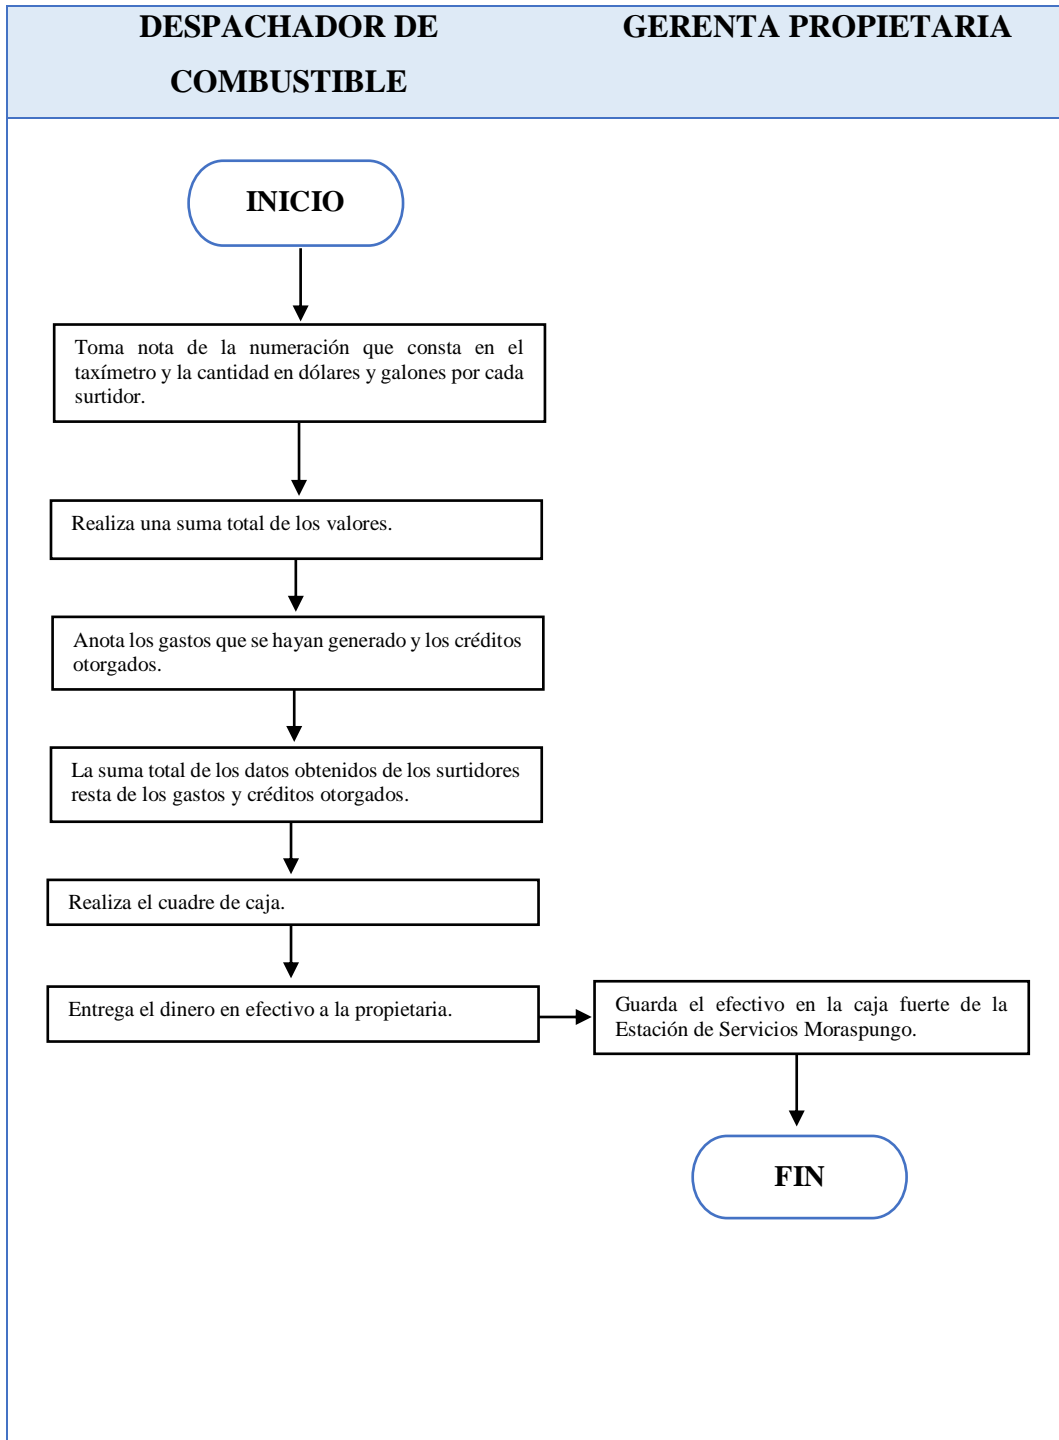 DESPACHADOR DE
COMBUSTIBLE
GERENTA PROPIETARIA
INICIO
Toma nota de la numeración que consta en el
taxímetro y la cantidad en dólares y galones por cada
surtidor.
Realiza una suma total de los valores.
Anota los gastos que se hayan generado y los créditos
otorgados.
La suma total de los datos obtenidos de los surtidores
resta de los gastos y créditos otorgados.
Realiza el cuadre de caja.
Entrega el dinero en efectivo a la propietaria.
Guarda el efectivo en la caja fuerte de la
Estación de Servicios Moraspungo.
FIN